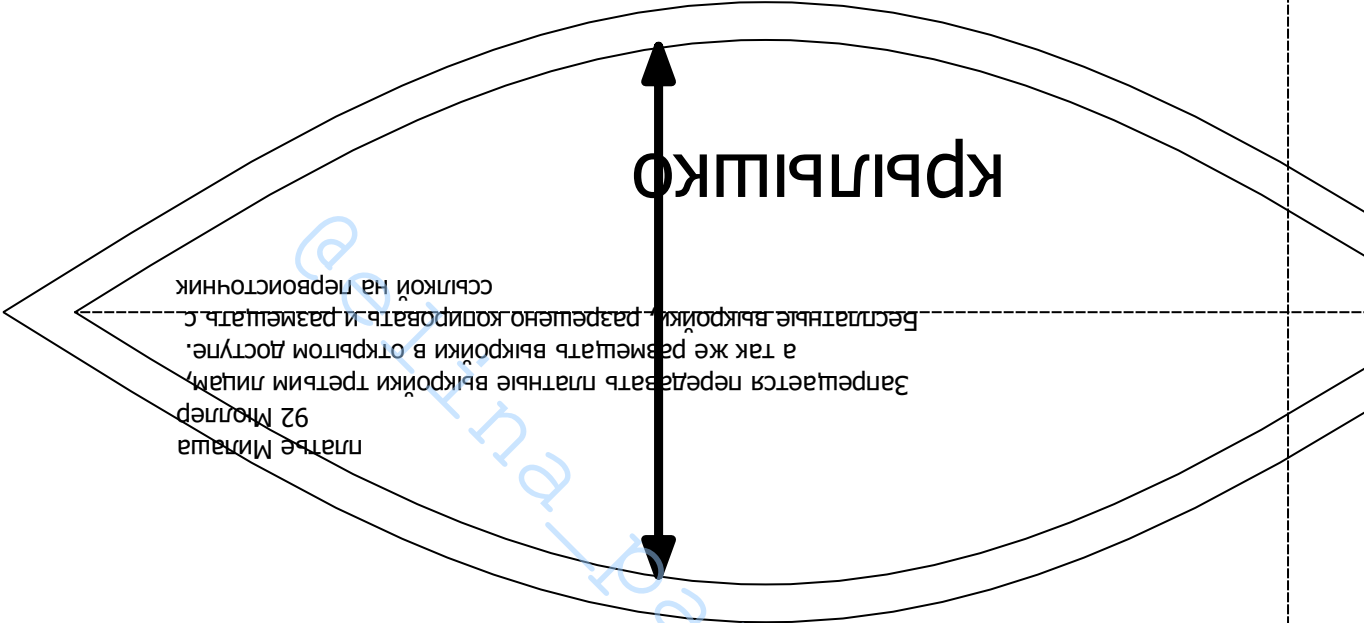 платье Милаша
92 Мюллер
Запрещается передавать платные выкройки третьим лицам,
а так же размещать выкройки в открытом доступе.
Бесплатные выкройки, разрешено копировать и размещать с
ссылкой на первоисточник
крылышко
@elina_pa